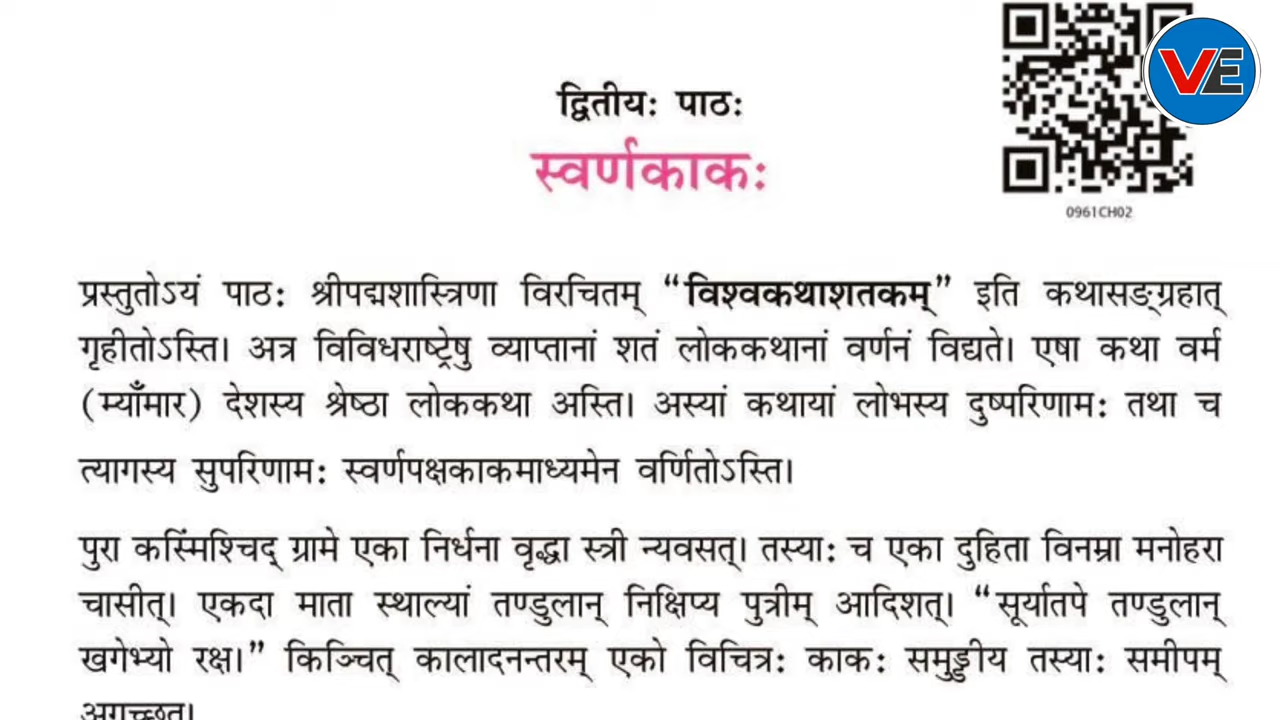 द्वितीयः पाठः
स्वर्णकाकः
0961CH02
VE
प्रस्तुतोऽयं पाठः श्रीपद्मशास्त्रिणा विरचितम् “विश्वकथाशतकम्” इति कथासङ्ग्रहात्
गृहीतोऽस्ति। अत्र विविधराष्ट्रेषु व्याप्तानां शतं लोककथानां वर्णनं विद्यते। एषा कथा वर्म
(म्याँमार) देशस्य श्रेष्ठा लोककथा अस्ति। अस्यां कथायां लोभस्य दुष्परिणामः तथा च
त्यागस्य सुपरिणामः स्वर्णपक्षकाकमाध्यमेन वर्णितोऽस्ति।
पुरा कस्मिंश्चिद् ग्रामे एका निर्धना वृद्धा स्त्री न्यवसत्। तस्याः च एका दुहिता विनम्रा मनोहरा
चासीत्। एकदा माता स्थाल्यां तण्डुलान् निक्षिप्य पुत्रीम् आदिशत्। “सूर्यातपे तण्डुलान्
खगेभ्यो रक्ष।” किञ्चित् कालादनन्तरम् एको विचित्रः काकः समुड्डीय तस्याः समीपम्
अगच्छत्।